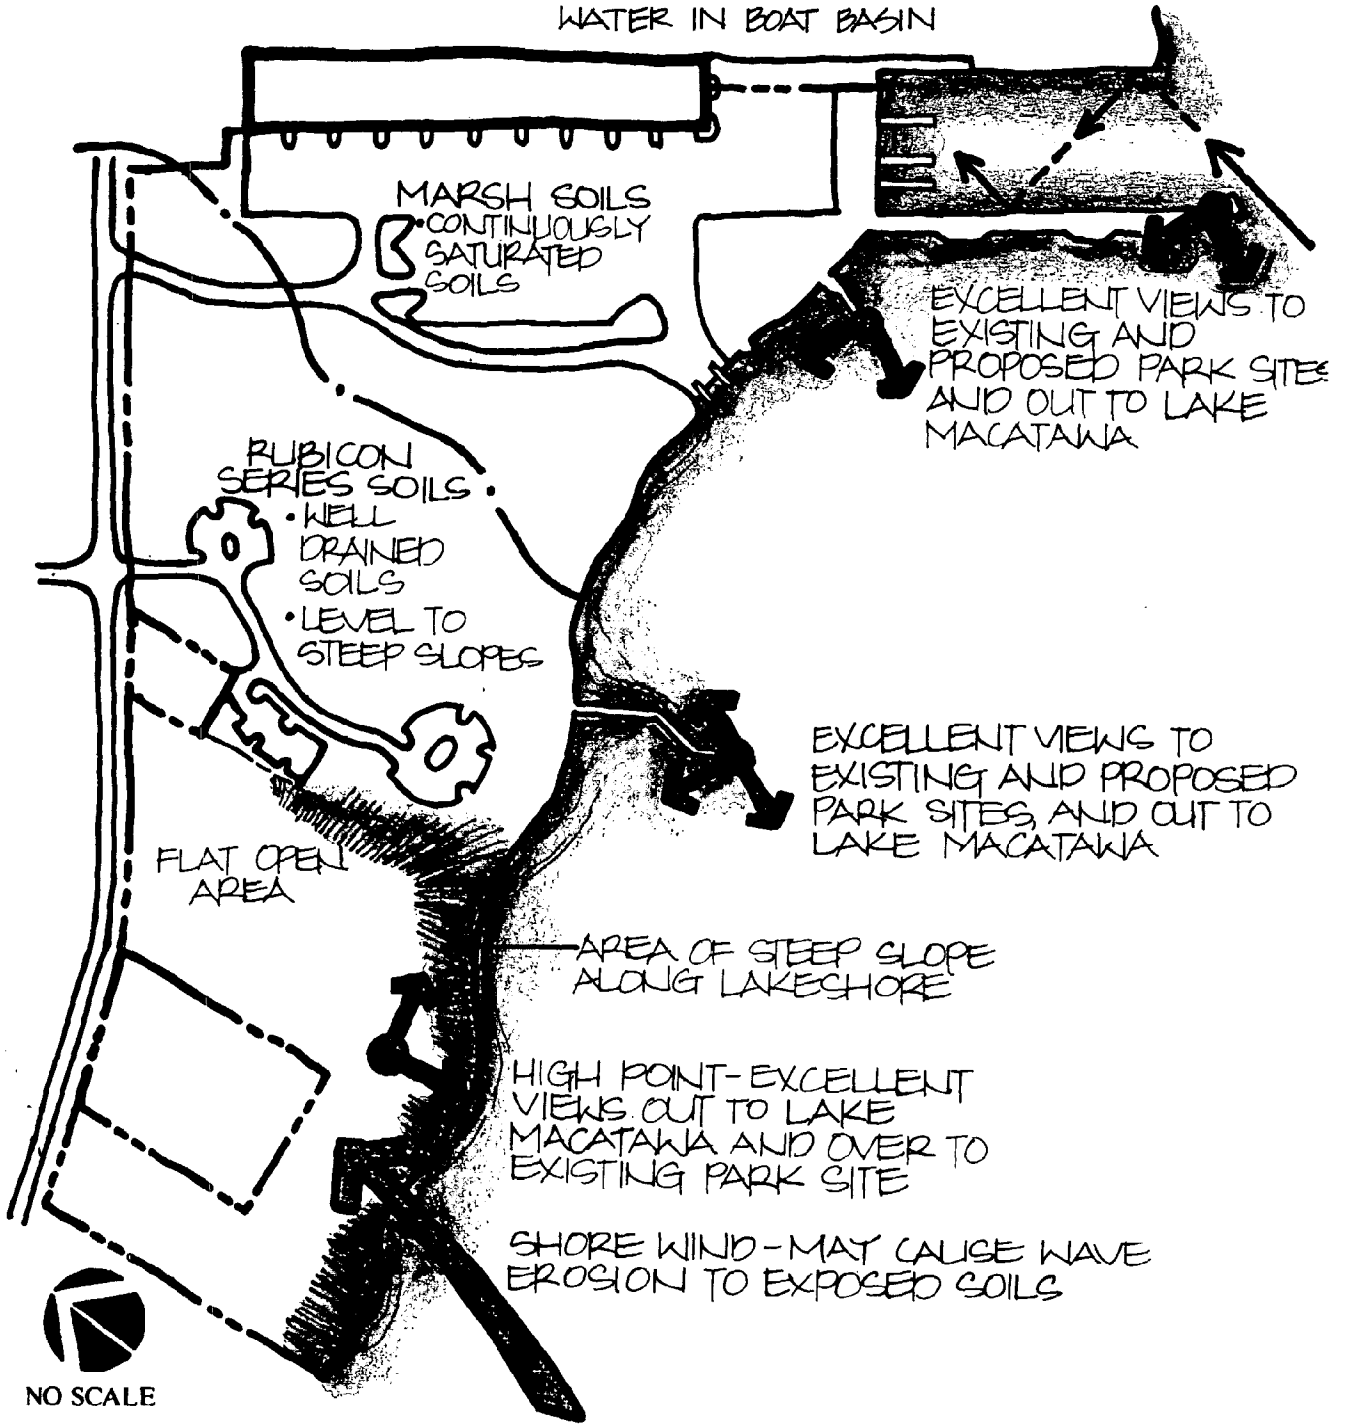 WATER IN BOAT BASIN
MARSH SOILS
• CONTINUOUSLY
SATURATED
SOILS
EXCELLENT VIEWS TO
EXISTING AND
PROPOSED PARK SITES
AND OUT TO LAKE
MACATAWA
RUBICON
SERIES SOILS
• WELL
DRAINED
SOILS
• LEVEL TO
STEEP SLOPES
EXCELLENT VIEWS TO
EXISTING AND PROPOSED
PARK SITES, AND OUT TO
LAKE MACATAWA
FLAT OPEN
AREA
AREA OF STEEP SLOPE
ALONG LAKESHORE
HIGH POINT-EXCELLENT
VIEWS OUT TO LAKE
MACATAWA AND OVER TO
EXISTING PARK SITE
SHORE WIND-MAY CAUSE WAVE
EROSION TO EXPOSED SOILS
NO SCALE